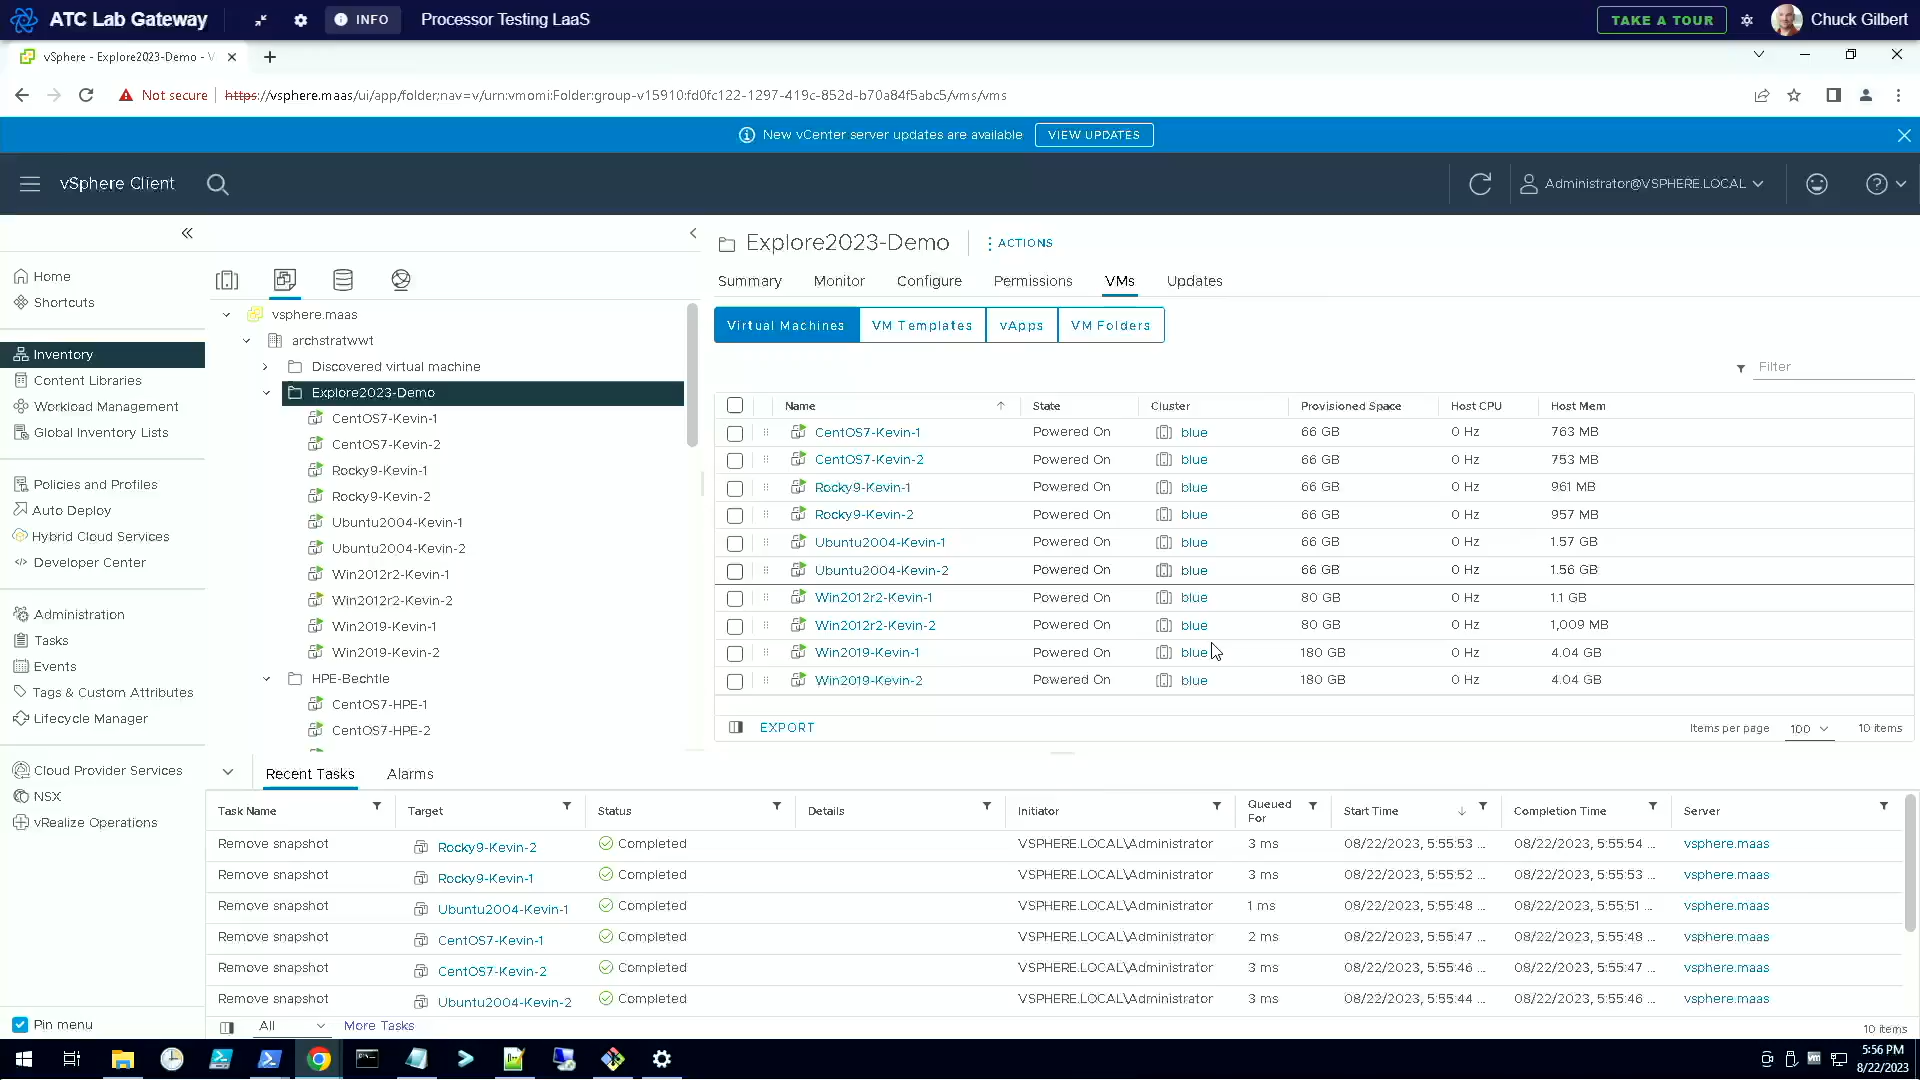 ATC Lab Gateway
INFO
Processor Testing LaaS
TAKE A TOUR
Chuck Gilbert
vSphere - Explore2023-Demo - V
Not secure
https://vsphere.maas/ui/app/folder;nav=v/urn:vmomi:Folder:group-v15910:fd0fc122-1297-419c-852d-b70a84f5abc5/vms/vms
New vCenter server updates are available
VIEW UPDATES
vSphere Client
Administrator@VSPHERE.LOCAL
Home
Shortcuts
Inventory
Content Libraries
Workload Management
Global Inventory Lists
Policies and Profiles
Auto Deploy
Hybrid Cloud Services
Developer Center
Administration
Tasks
Events
Tags & Custom Attributes
Lifecycle Manager
Cloud Provider Services
NSX
vRealize Operations
Pin menu
vsphere.maas
archstratwwt
Discovered virtual machine
Explore2023-Demo
CentOS7-Kevin-1
CentOS7-Kevin-2
Rocky9-Kevin-1
Rocky9-Kevin-2
Ubuntu2004-Kevin-1
Ubuntu2004-Kevin-2
Win2012r2-Kevin-1
Win2012r2-Kevin-2
Win2019-Kevin-1
Win2019-Kevin-2
HPE-Bechtle
CentOS7-HPE-1
CentOS7-HPE-2
Explore2023-Demo
ACTIONS
Summary Monitor Configure Permissions VMs Updates
Virtual Machines VM Templates vApps VM Folders
Filter
Name State Cluster Provisioned Space Host CPU Host Mem
CentOS7-Kevin-1 Powered On blue 66 GB 0 Hz 763 MB
CentOS7-Kevin-2 Powered On blue 66 GB 0 Hz 753 MB
Rocky9-Kevin-1 Powered On blue 66 GB 0 Hz 961 MB
Rocky9-Kevin-2 Powered On blue 66 GB 0 Hz 957 MB
Ubuntu2004-Kevin-1 Powered On blue 66 GB 0 Hz 1.57 GB
Ubuntu2004-Kevin-2 Powered On blue 66 GB 0 Hz 1.56 GB
Win2012r2-Kevin-1 Powered On blue 80 GB 0 Hz 1.1 GB
Win2012r2-Kevin-2 Powered On blue 80 GB 0 Hz 1,009 MB
Win2019-Kevin-1 Powered On blue 180 GB 0 Hz 4.04 GB
Win2019-Kevin-2 Powered On blue 180 GB 0 Hz 4.04 GB
EXPORT
Items per page 100 10 items
Recent Tasks Alarms
Task Name Target Status Details Initiator Queued For Start Time Completion Time Server
Remove snapshot Rocky9-Kevin-2 Completed VSPHERE.LOCAL\Administrator 3 ms 08/22/2023, 5:55:53 ... 08/22/2023, 5:55:54 ... vsphere.maas
Remove snapshot Rocky9-Kevin-1 Completed VSPHERE.LOCAL\Administrator 3 ms 08/22/2023, 5:55:52 ... 08/22/2023, 5:55:53 ... vsphere.maas
Remove snapshot Ubuntu2004-Kevin-1 Completed VSPHERE.LOCAL\Administrator 1 ms 08/22/2023, 5:55:48 ... 08/22/2023, 5:55:51 ... vsphere.maas
Remove snapshot CentOS7-Kevin-1 Completed VSPHERE.LOCAL\Administrator 2 ms 08/22/2023, 5:55:47 ... 08/22/2023, 5:55:48 ... vsphere.maas
Remove snapshot CentOS7-Kevin-2 Completed VSPHERE.LOCAL\Administrator 3 ms 08/22/2023, 5:55:46 ... 08/22/2023, 5:55:47 ... vsphere.maas
Remove snapshot Ubuntu2004-Kevin-2 Completed VSPHERE.LOCAL\Administrator 3 ms 08/22/2023, 5:55:44 ... 08/22/2023, 5:55:46 ... vsphere.maas
All More Tasks
10 items
5:56 PM
8/22/2023